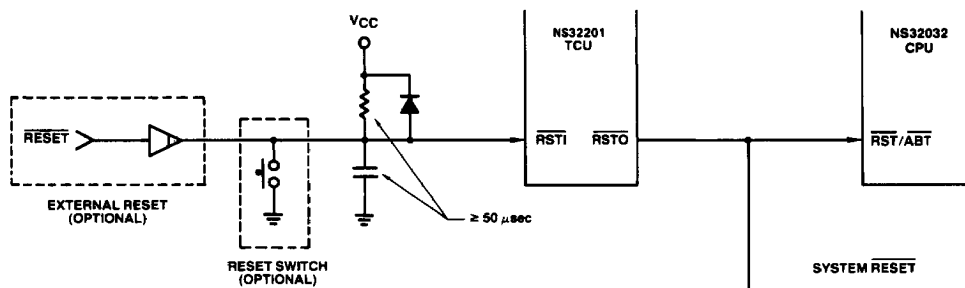 VCC
NS32201
TCU
NS32032
CPU
RESET
RSTI
RSTO
RST/ABT
EXTERNAL RESET
(OPTIONAL)
≥ 50 μsec
RESET SWITCH
(OPTIONAL)
SYSTEM RESET